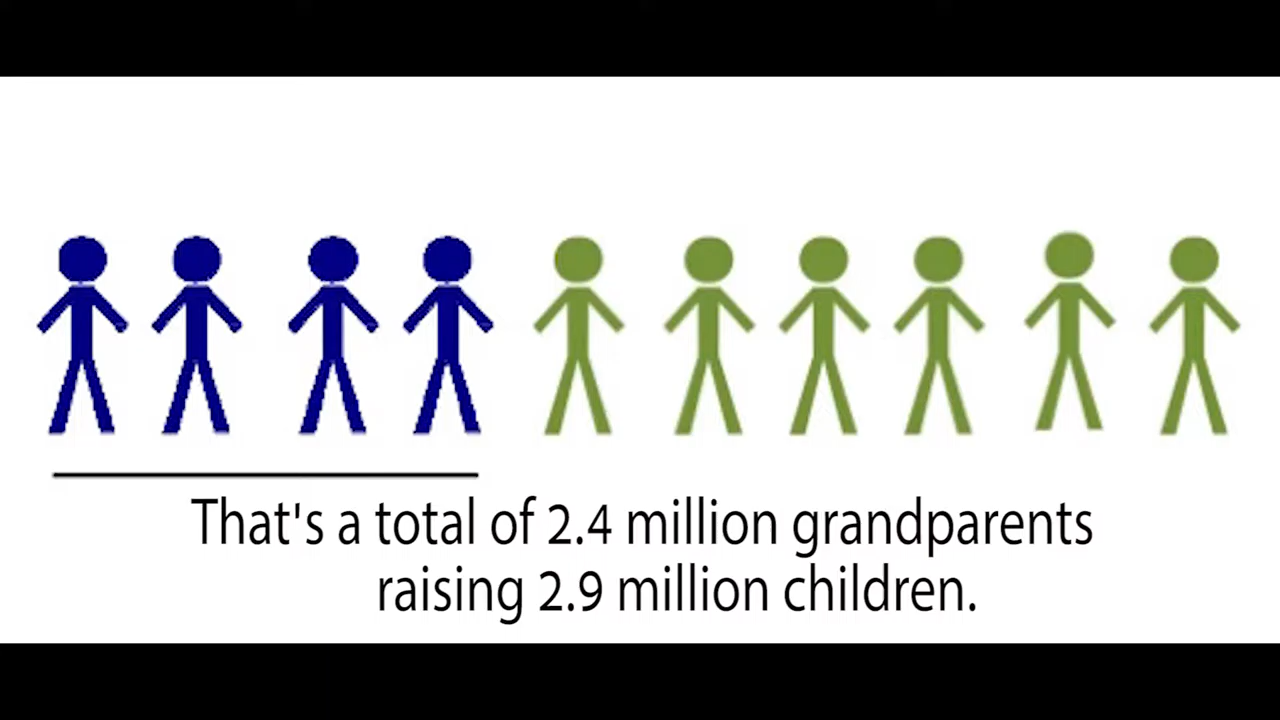 That's a total of 2.4 million grandparents
raising 2.9 million children.